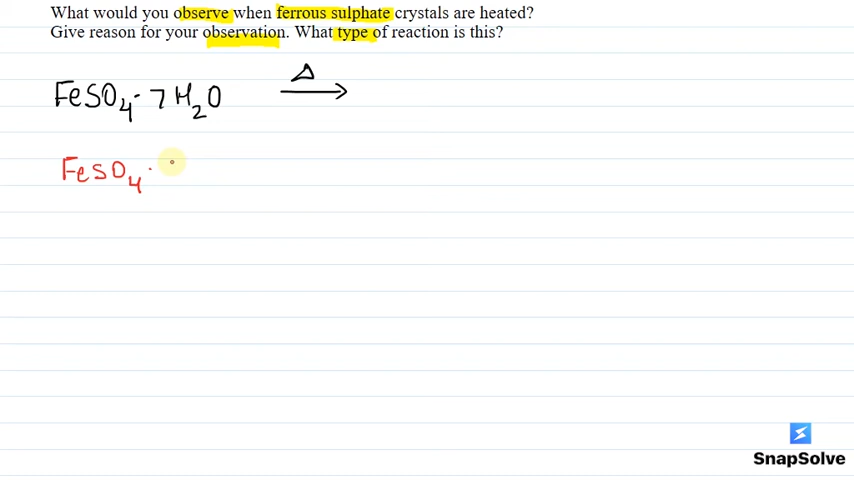 What would you observe when ferrous sulphate crystals are heated?
Give reason for your observation. What type of reaction is this?
Δ
FeSO₄·7H₂O ⟶
FeSO₄·
SnapSolve